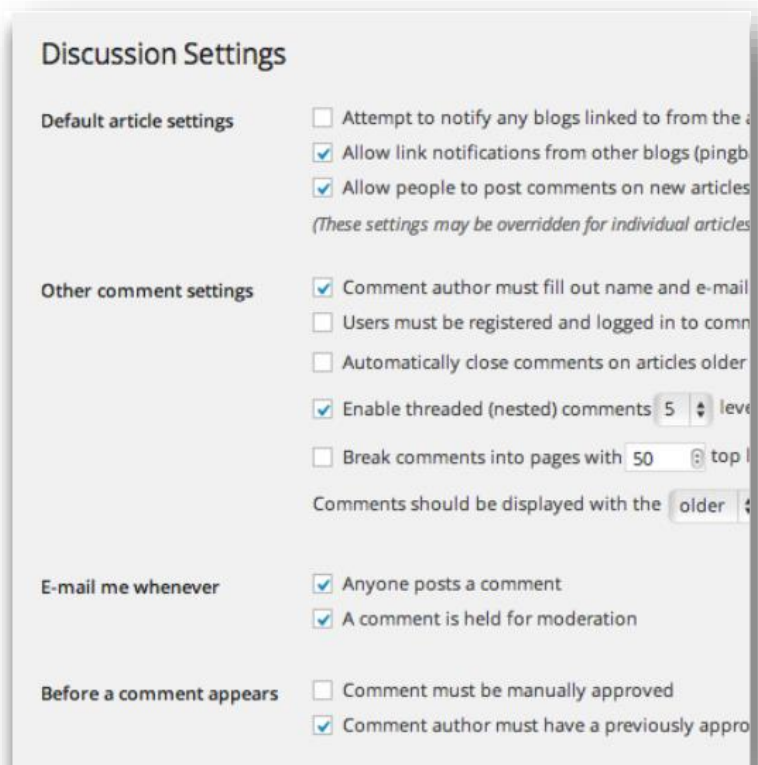 Discussion Settings
Default article settings
Attempt to notify any blogs linked to from the
Allow link notifications from other blogs (pingb
Allow people to post comments on new articles
(These settings may be overridden for individual articles
Other comment settings
Comment author must fill out name and e-mail
Users must be registered and logged in to comm
Automatically close comments on articles older
Enable threaded (nested) comments 5 leve
Break comments into pages with 50 top l
Comments should be displayed with the older
E-mail me whenever
Anyone posts a comment
A comment is held for moderation
Before a comment appears
Comment must be manually approved
Comment author must have a previously appro